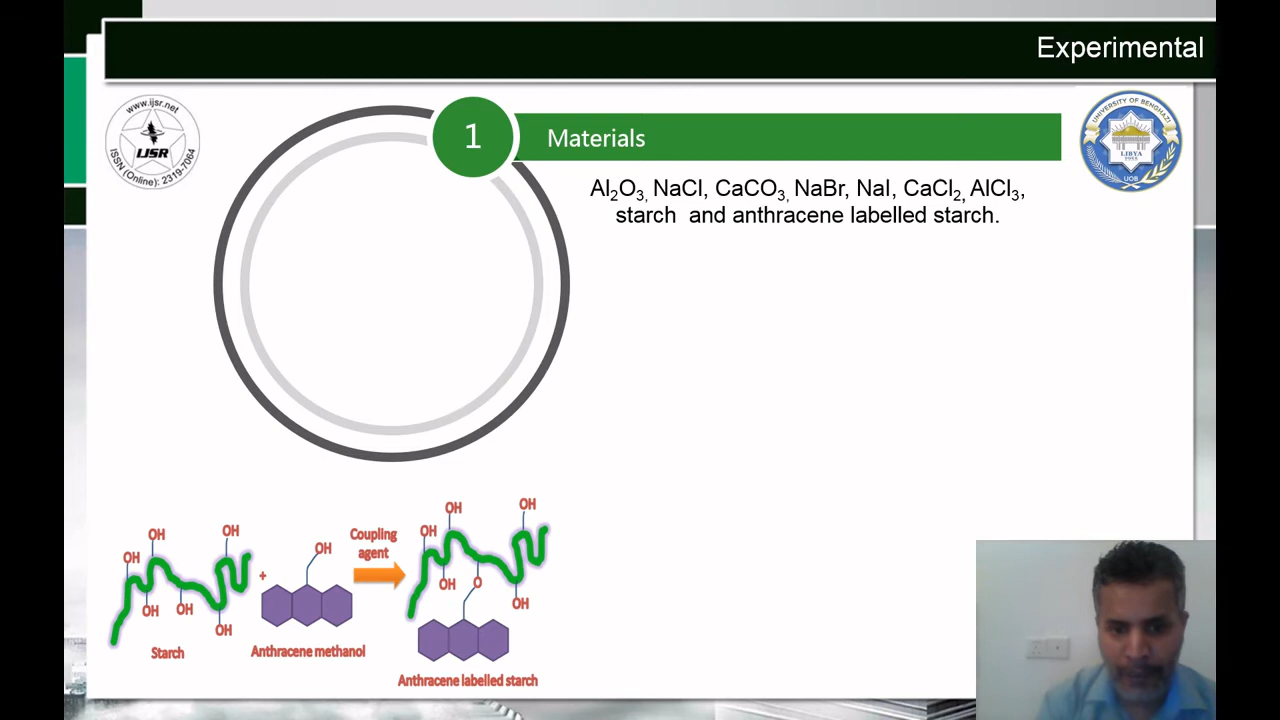 Experimental
www.ijsr.net
IJSR
ISSN (Online): 2319-7064
1
Materials
UNIVERSITY OF BENGHAZI
LIBYA
1955
UOB
Al₂O₃, NaCl, CaCO₃, NaBr, NaI, CaCl₂, AlCl₃,
starch and anthracene labelled starch.
OH
OH
OH
OH
OH
OH
Starch
+
OH
Anthracene methanol
Coupling
agent
OH
OH
OH
OH
O
OH
Anthracene labelled starch